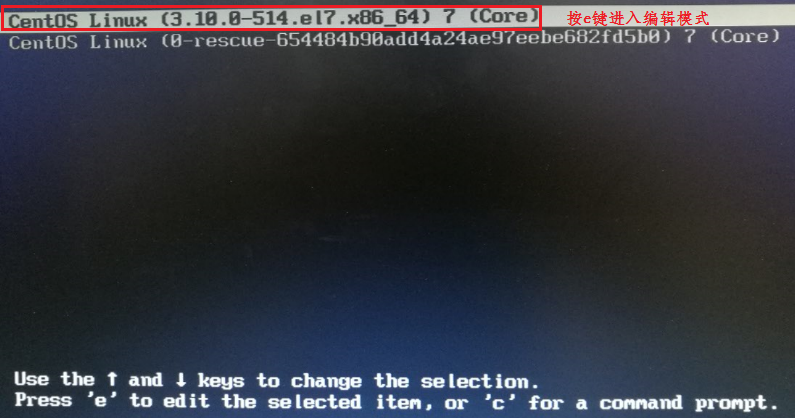 CentOS Linux (3.10.0-514.el7.x86_64) 7 (Core) 按e键进入编辑模式
CentOS Linux (0-rescue-654484b90add4a24ae97eebe682fd5b0) 7 (Core)
Use the ↑ and ↓ keys to change the selection.
Press 'e' to edit the selected item, or 'c' for a command prompt.